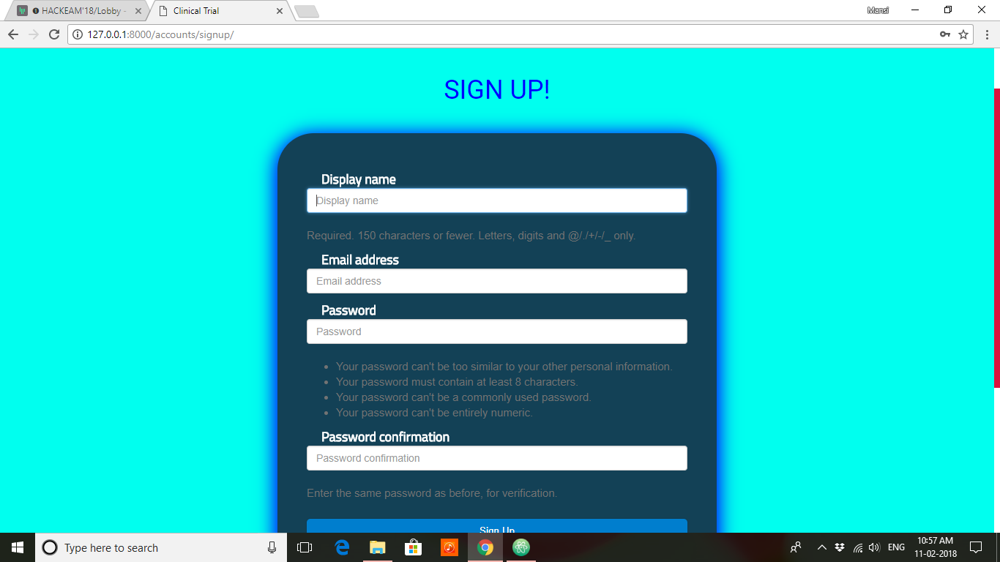 HACKEAM'18/Lobby -
Clinical Trial
Mansi
127.0.0.1:8000/accounts/signup/
SIGN UP!
Display name
Display name
Required. 150 characters or fewer. Letters, digits and @/./+/-/_ only.
Email address
Email address
Password
Password
• Your password can't be too similar to your other personal information.
• Your password must contain at least 8 characters.
• Your password can't be a commonly used password.
• Your password can't be entirely numeric.
Password confirmation
Password confirmation
Enter the same password as before, for verification.
Sign Up
Type here to search
ENG
10:57 AM
11-02-2018